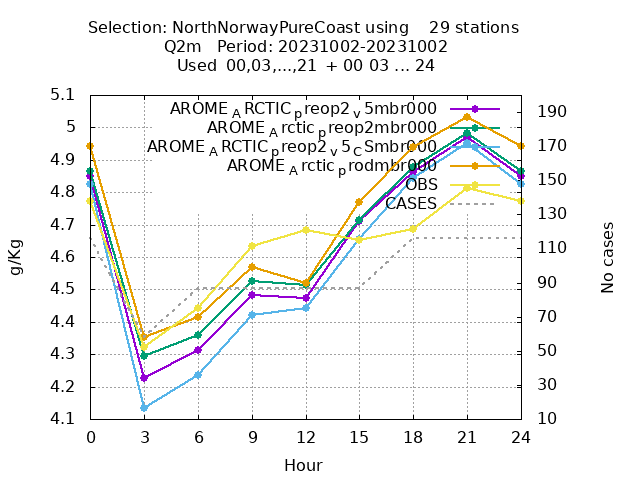 Selection: NorthNorwayPureCoast using    29 stations
Q2m   Period: 20231002-20231002
Used  00,03,...,21  + 00 03 ... 24
AROME_ARCTIC_preop2_v5mbr000
AROME_Arctic_preop2mbr000
AROME_ARCTIC_preop2_v5_CSmbr000
AROME_Arctic_prodmbr000
OBS
CASES
5.1
5
4.9
4.8
4.7
4.6
4.5
4.4
4.3
4.2
4.1
g/Kg
190
170
150
130
110
90
70
50
30
10
No cases
0 3 6 9 12 15 18 21 24
Hour